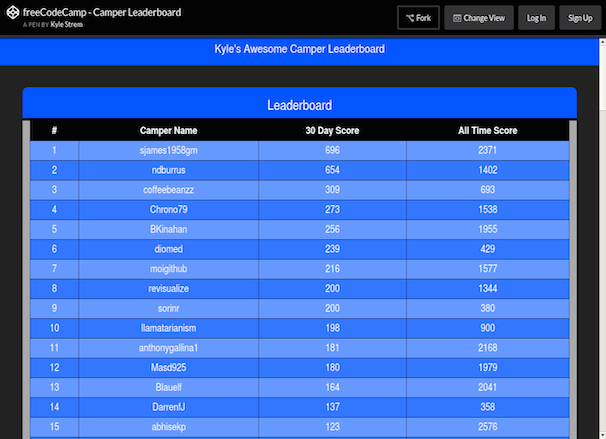 freeCodeCamp - Camper Leaderboard
A PEN BY Kyle Strem
Fork
Change View
Log In
Sign Up
Kyle's Awesome Camper Leaderboard
Leaderboard
# Camper Name 30 Day Score All Time Score
1 sjames1958gm 696 2371
2 ndburrus 654 1402
3 coffeebeanzz 309 693
4 Chrono79 273 1538
5 BKinahan 256 1955
6 diomed 239 429
7 moigithub 216 1577
8 revisualize 200 1344
9 sorinr 200 380
10 llamatarianism 198 900
11 anthonygallina1 181 2168
12 Masd925 180 1979
13 Blauelf 164 2041
14 DarrenfJ 137 358
15 abhisekp 123 2576